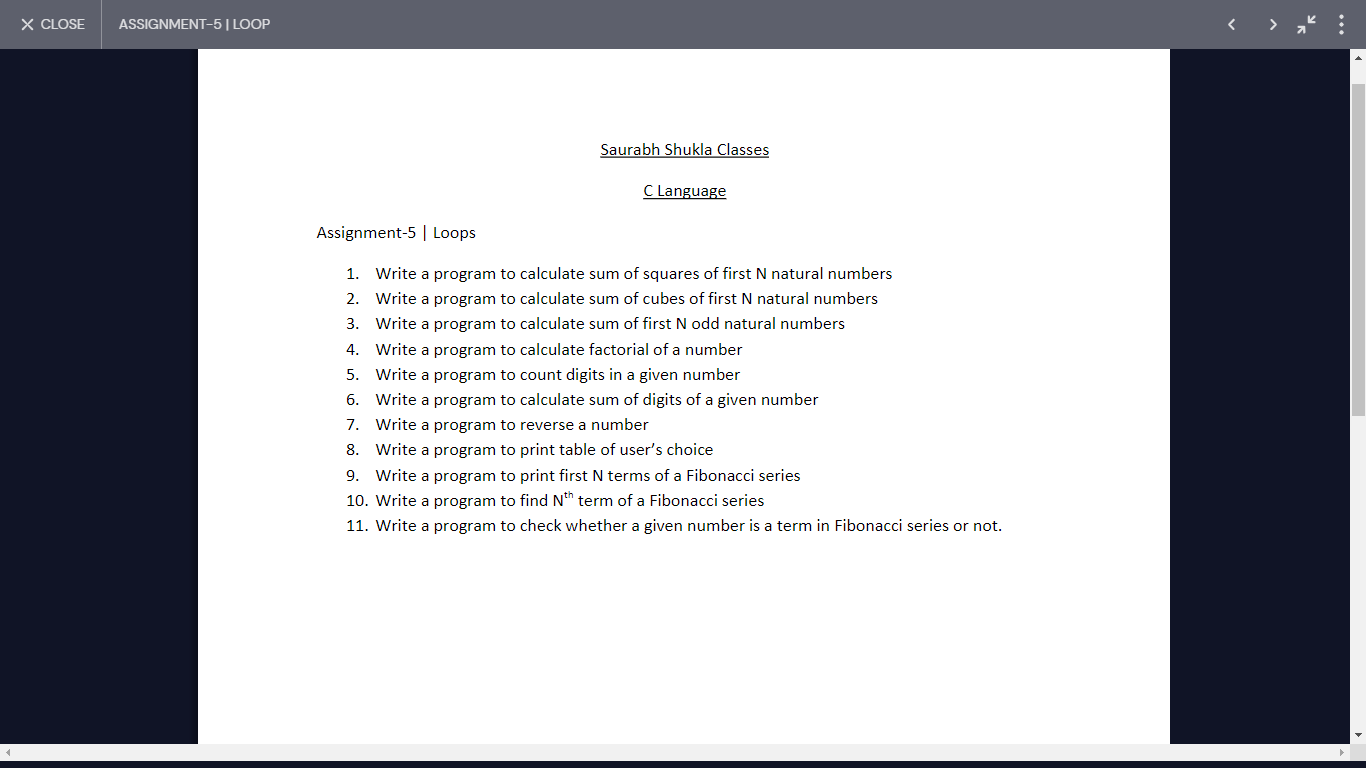 CLOSE ASSIGNMENT-5 | LOOP
Saurabh Shukla Classes
C Language
Assignment-5 | Loops
1. Write a program to calculate sum of squares of first N natural numbers
2. Write a program to calculate sum of cubes of first N natural numbers
3. Write a program to calculate sum of first N odd natural numbers
4. Write a program to calculate factorial of a number
5. Write a program to count digits in a given number
6. Write a program to calculate sum of digits of a given number
7. Write a program to reverse a number
8. Write a program to print table of user’s choice
9. Write a program to print first N terms of a Fibonacci series
10. Write a program to find Nth term of a Fibonacci series
11. Write a program to check whether a given number is a term in Fibonacci series or not.